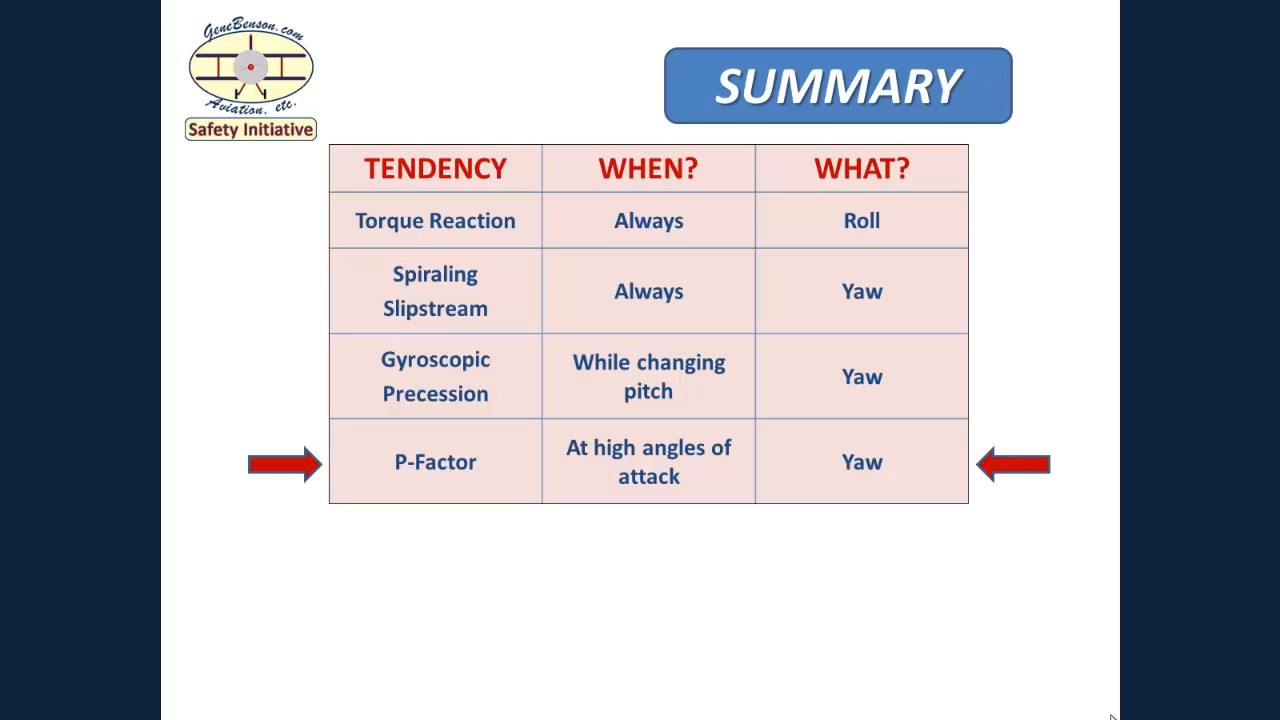 GeneBenson.com
Aviation, etc.
Safety Initiative
SUMMARY
TENDENCY WHEN? WHAT?
Torque Reaction Always Roll
Spiraling
Slipstream
Always
Yaw
Gyroscopic
Precession
While changing
pitch
Yaw
P-Factor
At high angles of
attack
Yaw